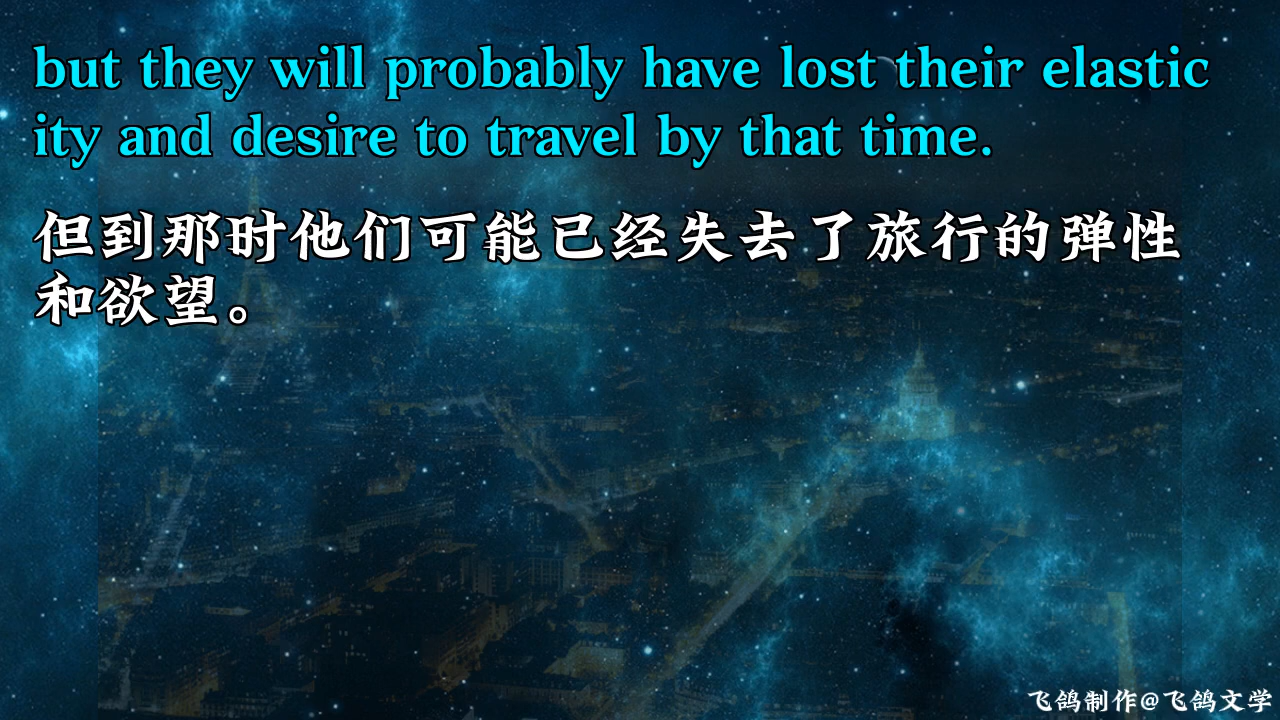 but they will probably have lost their elastic
ity and desire to travel by that time.
但到那时他们可能已经失去了旅行的弹性
和欲望。
飞鸽制作@飞鸽文学